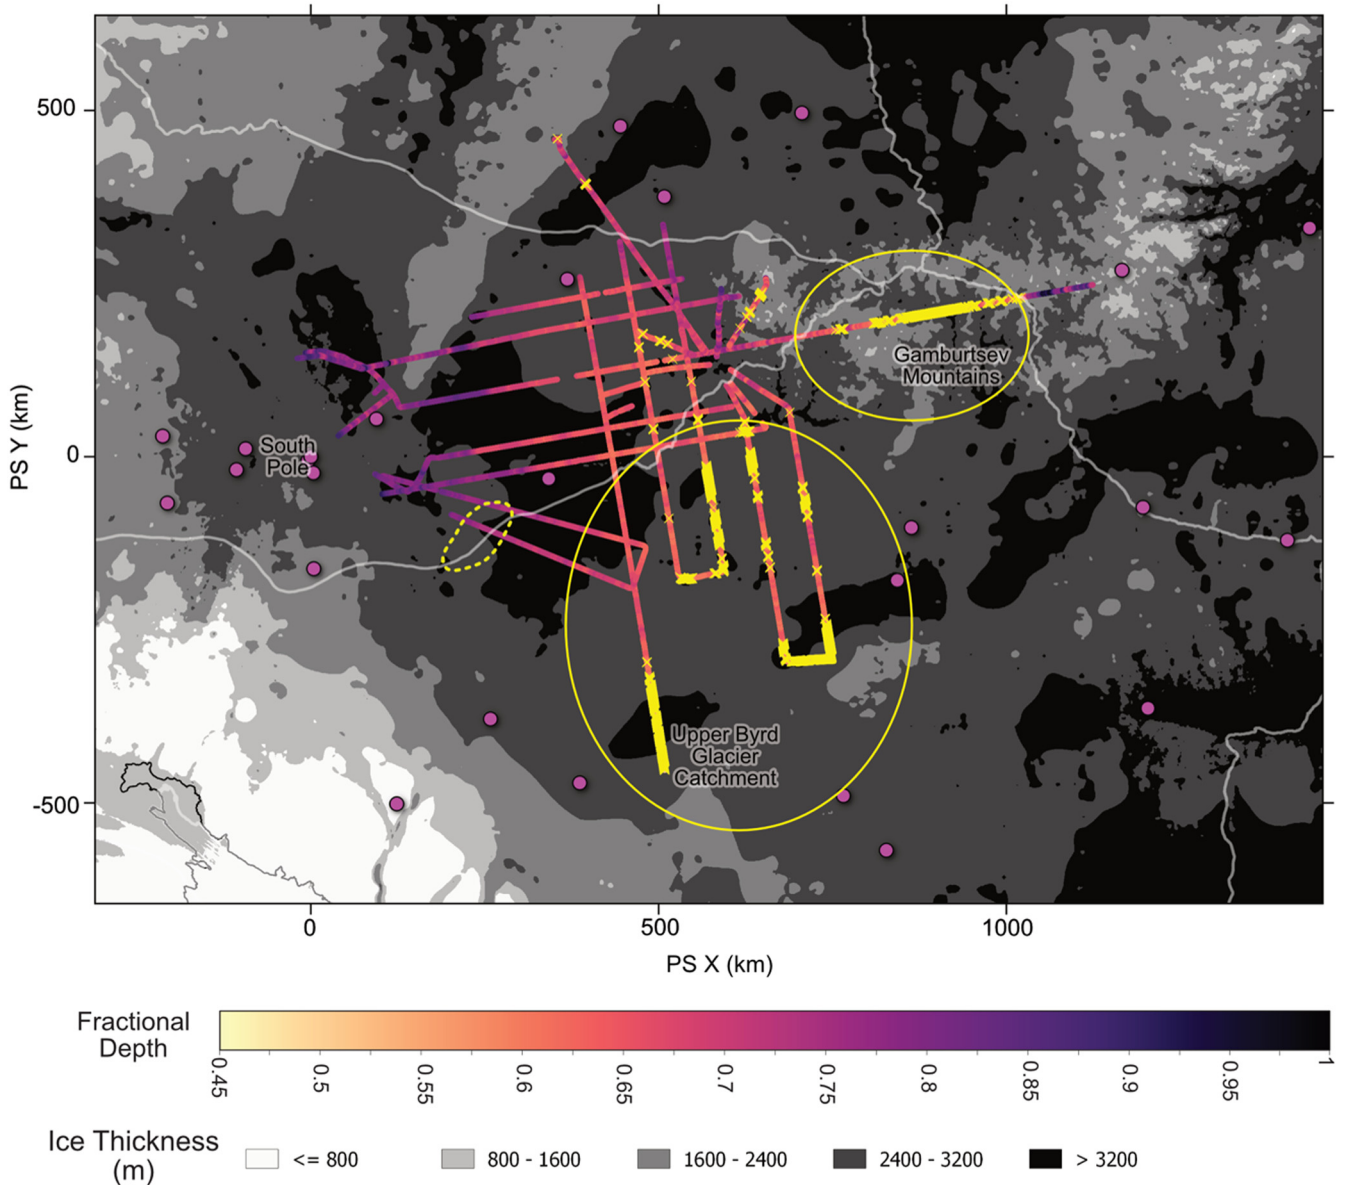 500
0
-500
PS Y (km)
South
Pole
Gamburtsev
Mountains
Upper Byrd
Glacier
Catchment
0
500
1000
PS X (km)
Fractional
Depth
0.45
0.5
0.55
0.6
0.65
0.7
0.75
0.8
0.85
0.9
0.95
1
Ice Thickness
(m)
<= 800
800 - 1600
1600 - 2400
2400 - 3200
> 3200